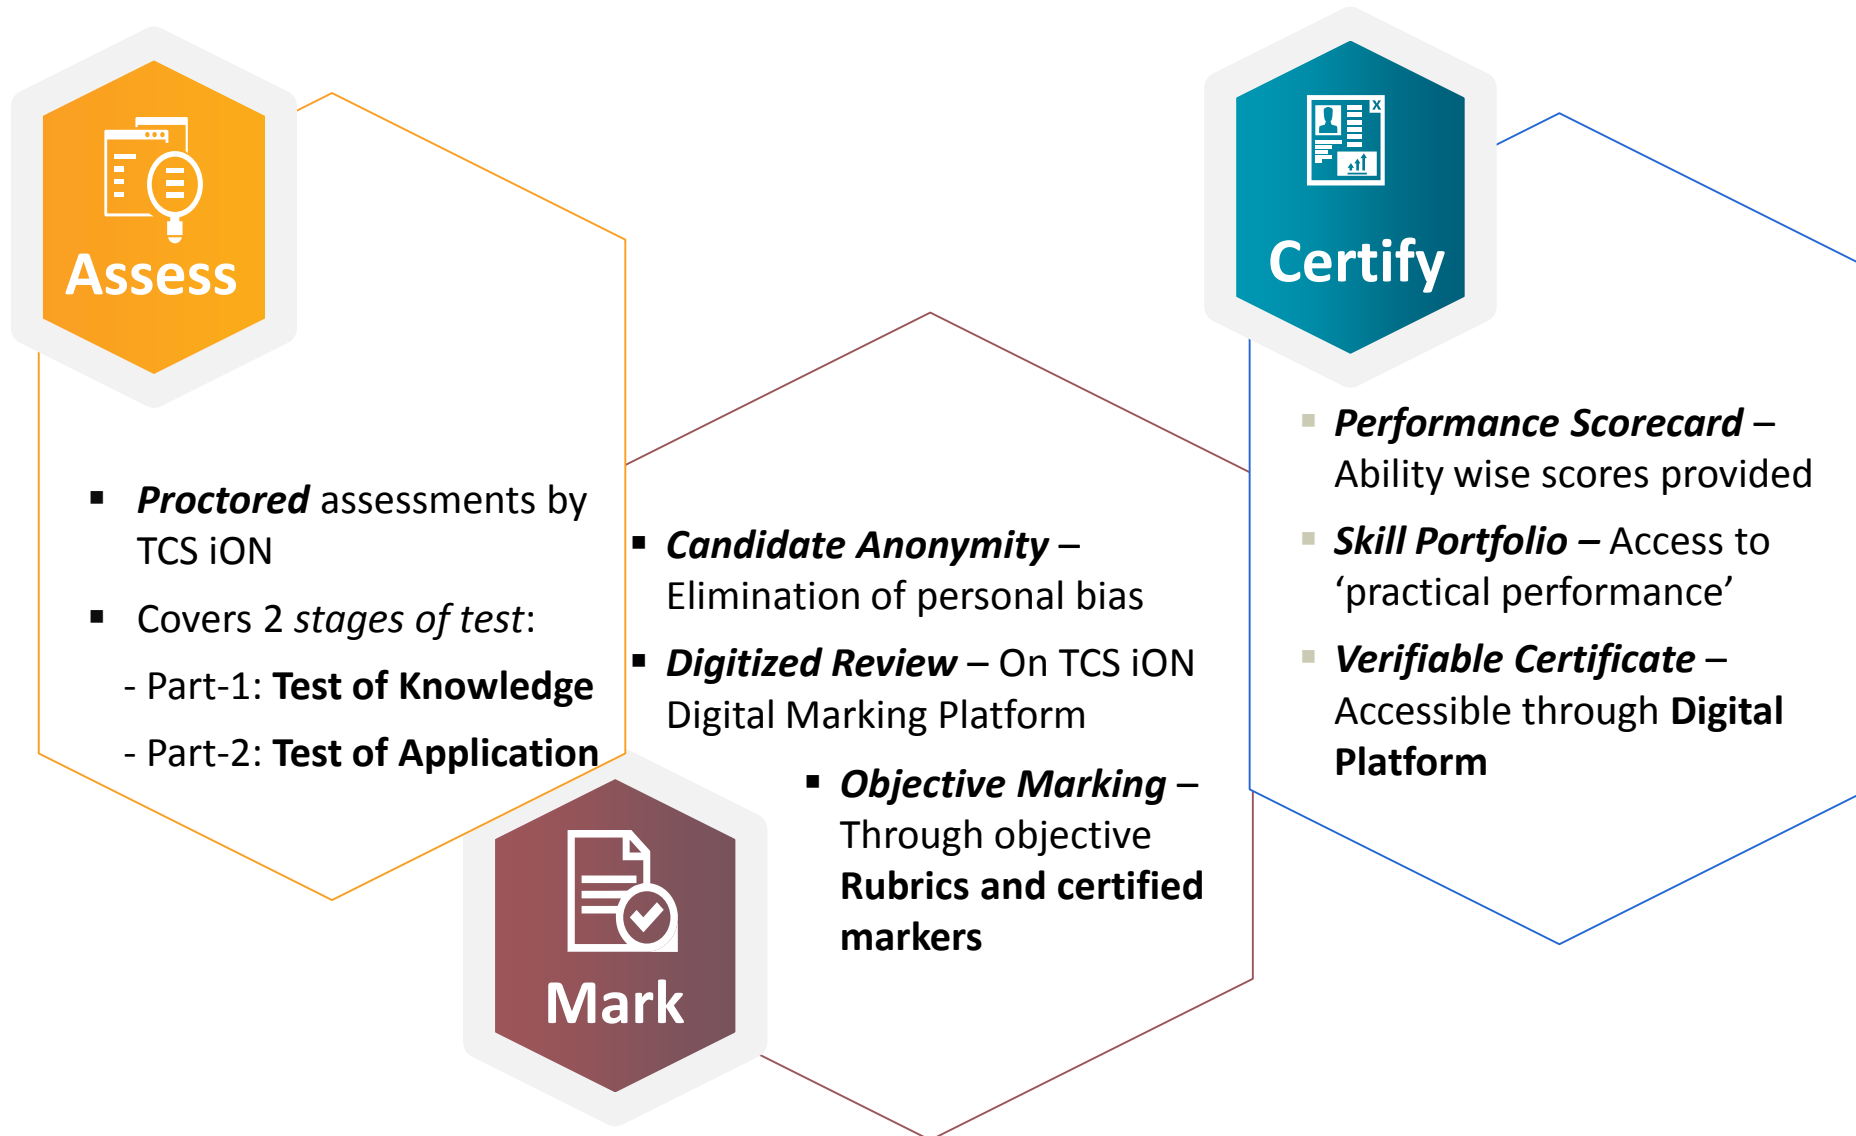 Assess
▪ Proctored assessments by
TCS iON
▪ Covers 2 stages of test:
- Part-1: Test of Knowledge
- Part-2: Test of Application
Mark
▪ Candidate Anonymity –
Elimination of personal bias
▪ Digitized Review – On TCS iON
Digital Marking Platform
▪ Objective Marking –
Through objective
Rubrics and certified
markers
X
Certify
▪ Performance Scorecard –
Ability wise scores provided
▪ Skill Portfolio – Access to
‘practical performance’
▪ Verifiable Certificate –
Accessible through Digital
Platform